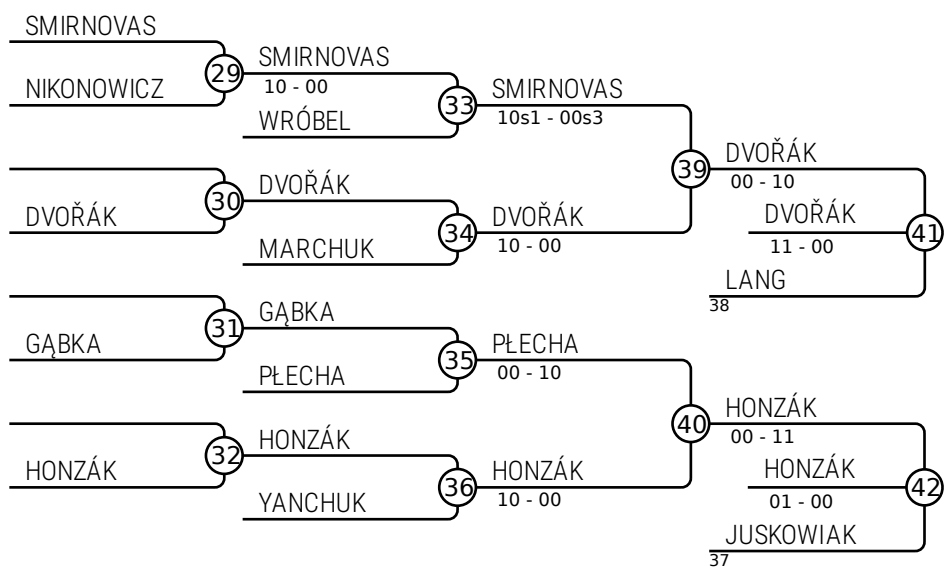 SMIRNOVAS
29
SMIRNOVAS
NIKONOWICZ
10 - 00
33
SMIRNOVAS
10s1 - 00s3
WRÓBEL
39
DVOŘÁK
00 - 10
30
DVOŘÁK
DVOŘÁK
34
DVOŘÁK
10 - 00
MARCHUK
DVOŘÁK
11 - 00
41
LANG
38
31
GĄBKA
GĄBKA
35
PŁECHA
00 - 10
PŁECHA
40
HONZÁK
00 - 11
32
HONZÁK
HONZÁK
36
HONZÁK
10 - 00
YANCHUK
HONZÁK
01 - 00
42
JUSKOWIAK
37